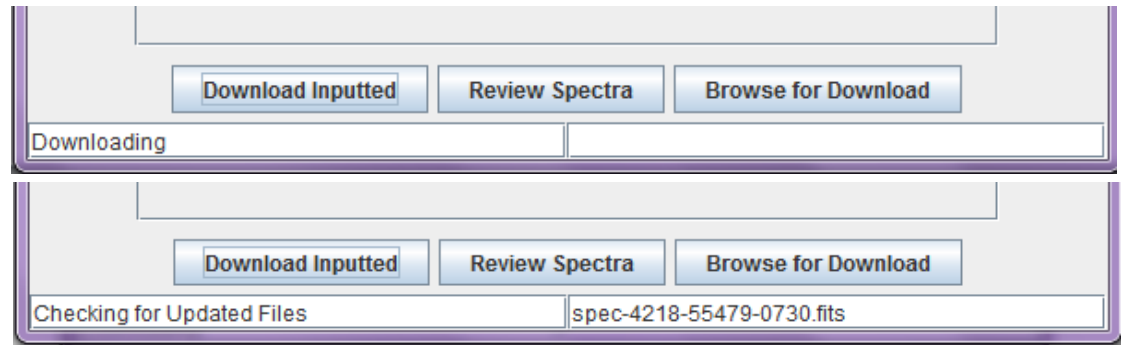 Download Inputted Review Spectra Browse for Download
Downloading
Download Inputted Review Spectra Browse for Download
Checking for Updated Files spec-4218-55479-0730.fits